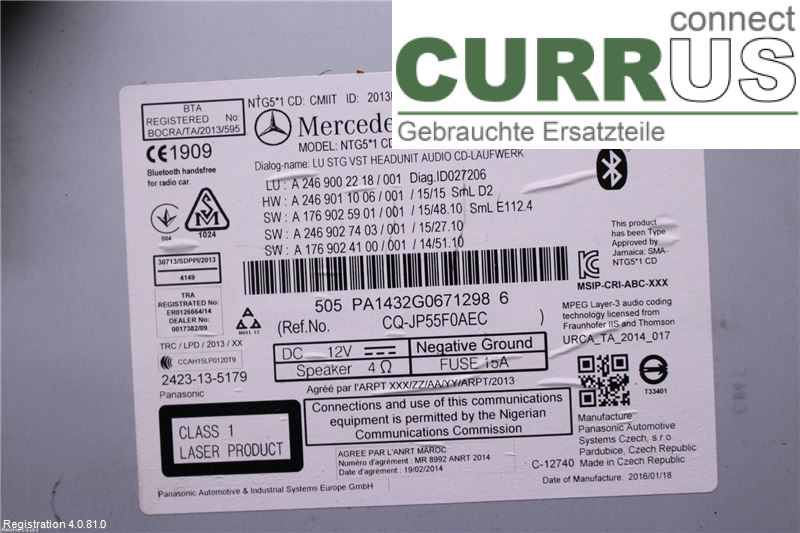 connect
CURRUS
Gebrauchte Ersatzteile
NTG5*1 CD: CMIIT ID: 2013
BTA
REGISTERED No:
BOCRA/TA/2013/595
Mercede
MODEL: NTG5*1 CD
CE1909
Bluetooth handsfree
for radio car.
Dialog-name: LU STG VST HEADUNIT AUDIO CD-LAUFWERK
LU : A 246 900 22 18 / 001 Diag.ID027206
HW : A 246 901 10 06 / 001 / 15/15 SmL D2
SW : A 176 902 59 01 / 001 / 15/48.10 SmL E112.4
SW : A 246 902 74 03 / 001 / 15/27.10
SW : A 176 902 41 00 / 001 / 14/51.10
004
1024
This product
has been Type
Approved by
Jamaica: SMA-
NTG5*1 CD
30713/SDPPI/2013
4149
MSIP-CRI-ABC-XXX
TRA
REGISTERED No:
ER0126664/14
DEALER No:
0017382/09
505 PA1432G0671298 6
(Ref.No. CQ-JP55F0AEC )
MPEG Layer-3 audio coding
technology licensed from
Fraunhofer IIS and Thomson
URCA_TA_2014_017
TRC / LPD / 2013 / XX
CCAH15LP0120T9
2423-13-5179
Panasonic
DC 12V Negative Ground
Speaker 4 Ω FUSE 15A
Agréé par l'ARPT XXX/ZZ/AA/YY/ARPT/2013
T33401
Connections and use of this communications
equipment is permitted by the Nigerian
Communications Commission
CLASS 1
LASER PRODUCT
Manufacture
Panasonic Automotive
Systems Czech, s.r.o
Pardubice, Czech Republic
C-12740 Made in Czech Republic
AGREE PAR L'ANRT MAROC
Numéro d'agrément : MR 8992 ANRT 2014
Date d'agrément : 19/02/2014
Manufacture Date : 2016/01/18
Panasonic Automotive & Industrial Systems Europe GmbH
Registration 4.0.81.0